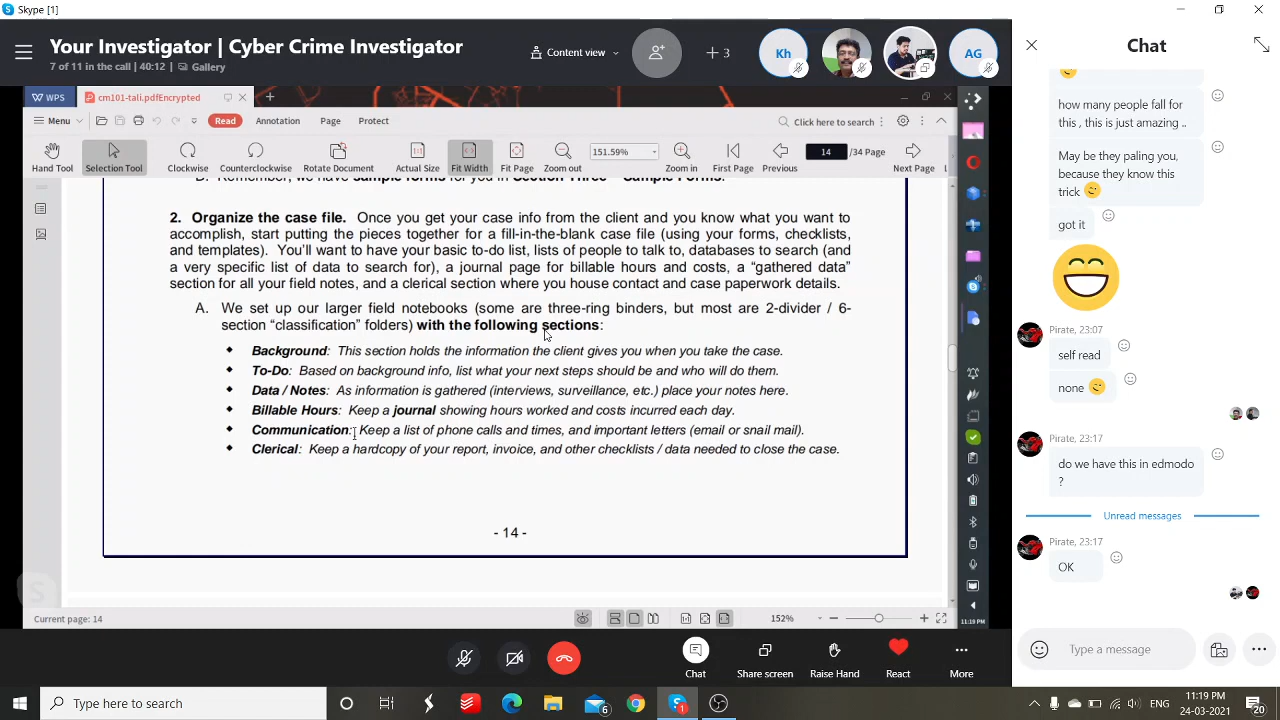 Skype [1]
Your Investigator | Cyber Crime Investigator
7 of 11 in the call | 40:12 | Gallery
Content view
+ 3
Kh
AG
Chat
WPS
cm101-tali.pdfEncrypted
Menu
Read
Annotation
Page
Protect
Click here to search
Hand Tool
Selection Tool
Clockwise
Counterclockwise
Rotate Document
Actual Size
Fit Width
Fit Page
Zoom out
151.59%
Zoom in
First Page
Previous
14
/34 Page
Next Page
D. Remember, we have sample forms for you in Section Three – Sample Forms.
2. Organize the case file. Once you get your case info from the client and you know what you want to
accomplish, start putting the pieces together for a fill-in-the-blank case file (using your forms, checklists,
and templates). You'll want to have your basic to-do list, lists of people to talk to, databases to search (and
a very specific list of data to search for), a journal page for billable hours and costs, a “gathered data”
section for all your field notes, and a clerical section where you house contact and case paperwork details.
A. We set up our larger field notebooks (some are three-ring binders, but most are 2-divider / 6-
section “classification” folders) with the following sections:
Background: This section holds the information the client gives you when you take the case.
To-Do: Based on background info, list what your next steps should be and who will do them.
Data / Notes: As information is gathered (interviews, surveillance, etc.) place your notes here.
Billable Hours: Keep a journal showing hours worked and costs incurred each day.
Communication: Keep a list of phone calls and times, and important letters (email or snail mail).
Clerical: Keep a hardcopy of your report, invoice, and other checklists / data needed to close the case.
- 14 -
Current page: 14
152%
11:19 PM
how many people fall for
this , this is just amazing ..
May be they paling you,
because they know this
trick
got it
Pirate, 23:07
self read
none
Pirate, 23:17
do we have this in edmodo
?
Unread messages
Pirate, 23:17
OK
Type a message
Chat
Share screen
Raise Hand
React
More
Type here to search
6
1
ENG
11:19 PM
24-03-2021
20